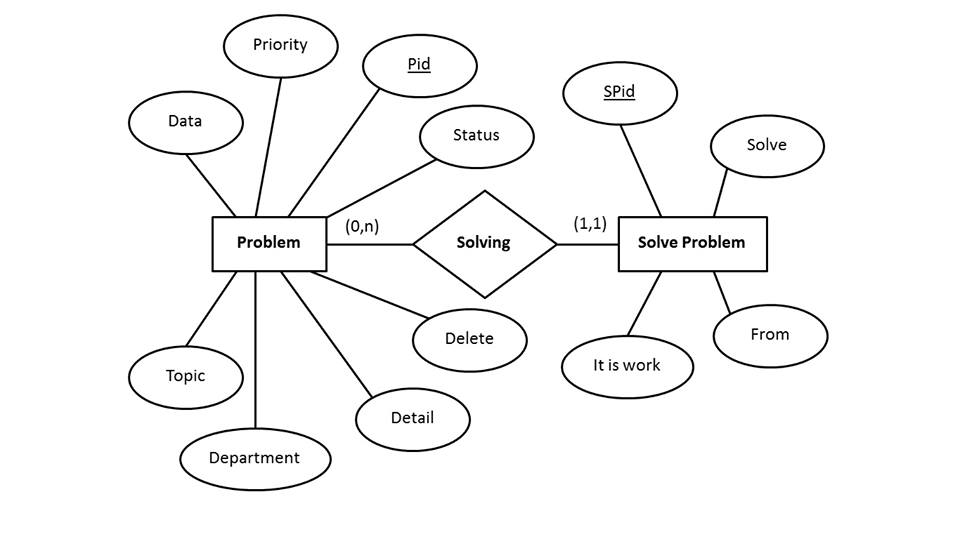 Priority
Pid
SPid
Data
Status
Solve
(0,n)
(1,1)
Problem
Solving
Solve Problem
Delete
From
It is work
Topic
Detail
Department